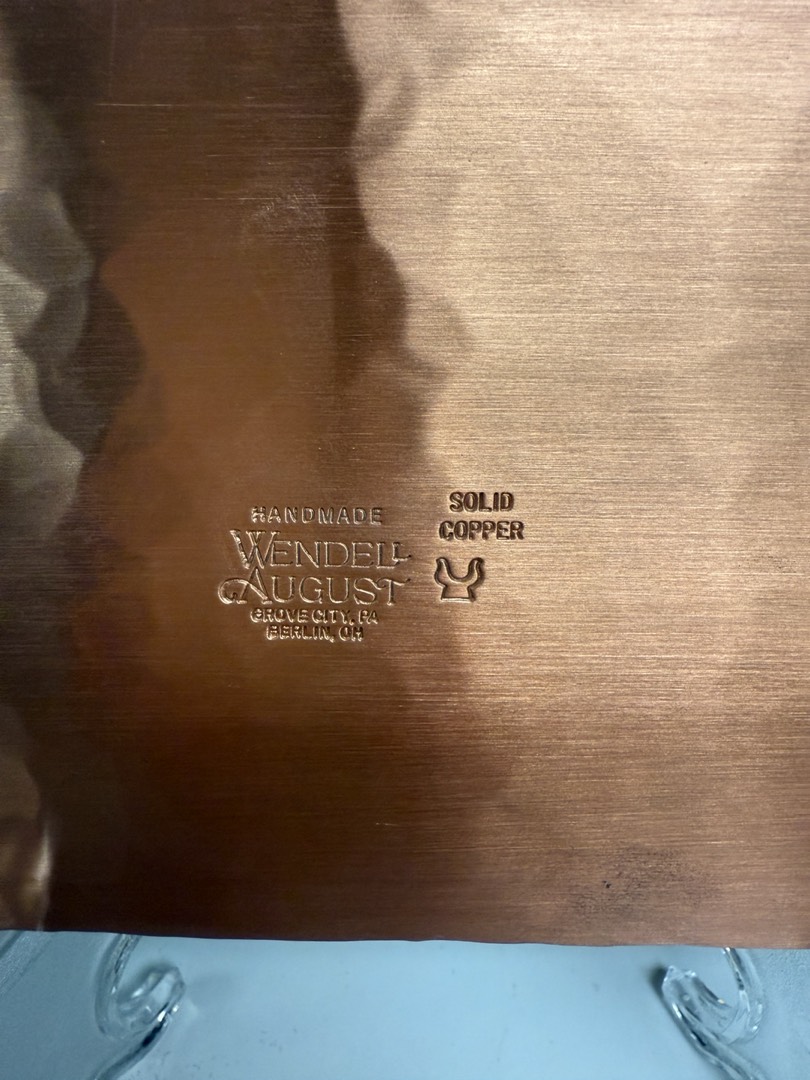 HANDMADE
WENDELL
AUGUST
GROVE CITY, PA
BERLIN, OH
SOLID
COPPER